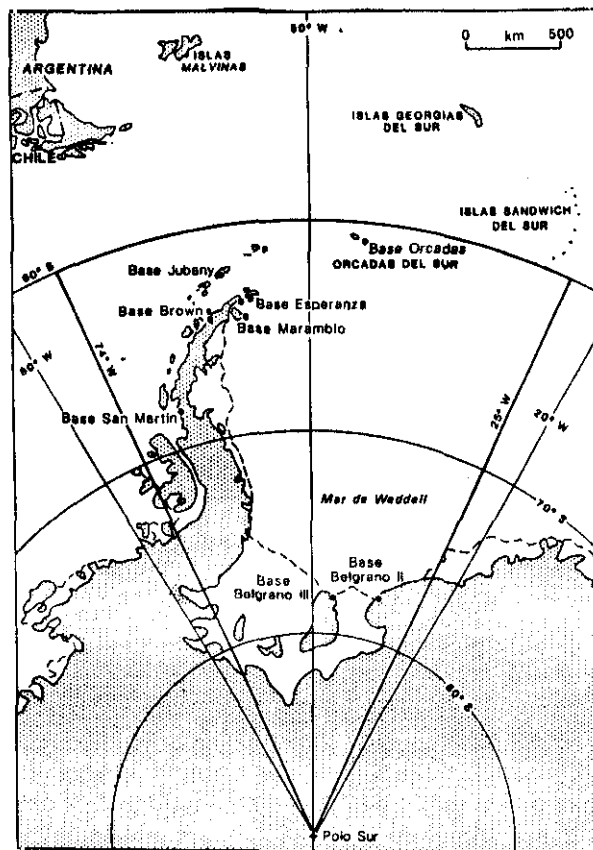 50° W
0 km 500
ARGENTINA
ISLAS
MALVINAS
ISLAS GEORGIAS
DEL SUR
CHILE
ISLAS SANDWICH
DEL SUR
Base Orcadas
ORCADAS DEL SUR
60° S
Base Jubany
Base Esperanza
Base Brown
Base Marambio
74° W
80° W
25° W
20° W
Base San Martín
Mar de Weddell
70° S
Base
Belgrano III
Base
Belgrano II
80° S
Polo Sur